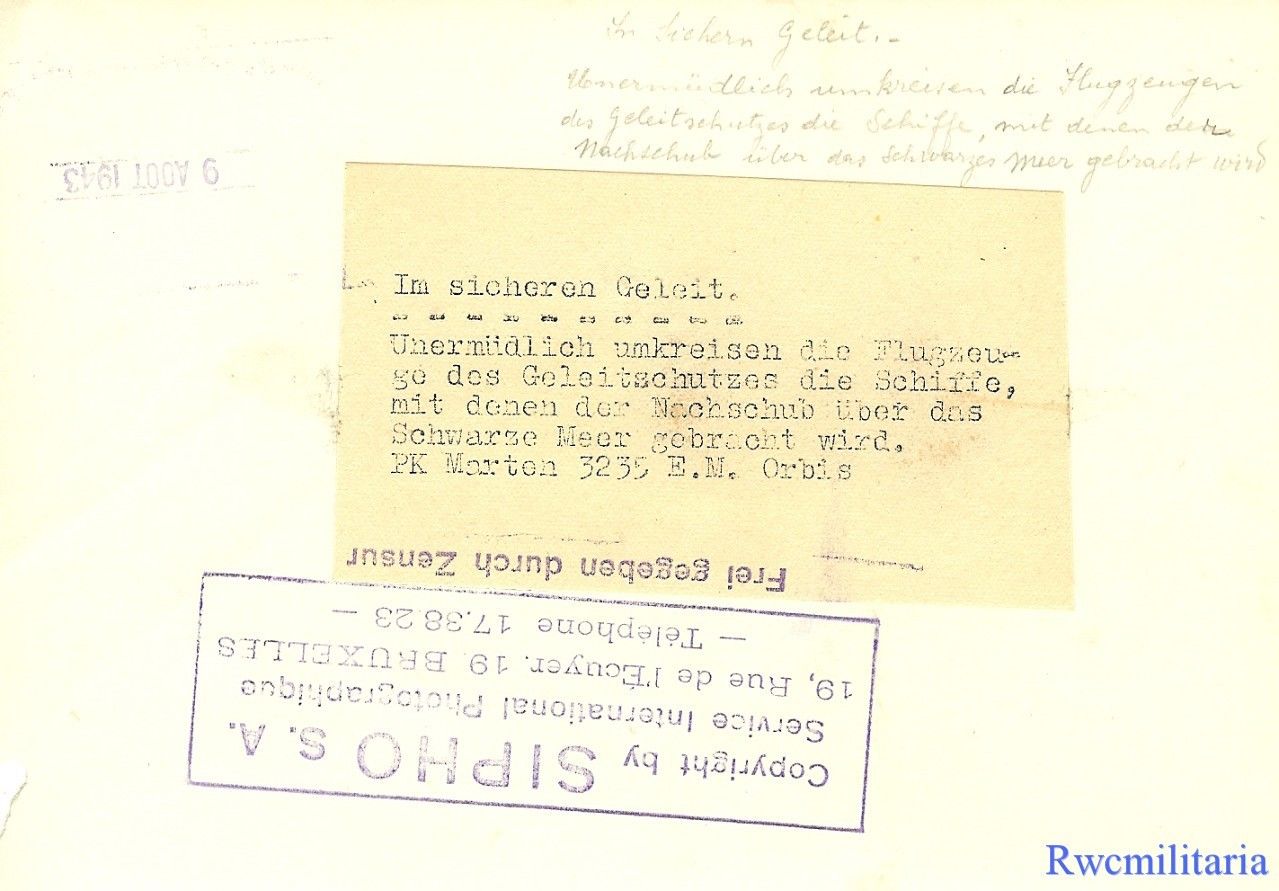 In Sichern Geleit.-
Unermüdlich umkreisen die Flugzeugen
des Geleitschutzes die Schiffe, mit denen der
Nachschub über das Schwarzes Meer gebracht wird
9 AOUT 1943
Im sicheren Geleit.
Unermüdlich umkreisen die Flugzeu-
ge des Geleitschutzes die Schiffe,
mit denen der Nachschub über das
Schwarze Meer gebracht wird.
PK Marten 3235 E.M. Orbis
Frei gegeben durch Zensur
Copyright by SIPHO S. A.
Service International Photographique
19, Rue de l'Écuyer. 19. BRUXELLES
— Téléphone 17.38.23 —
Rwcmilitaria